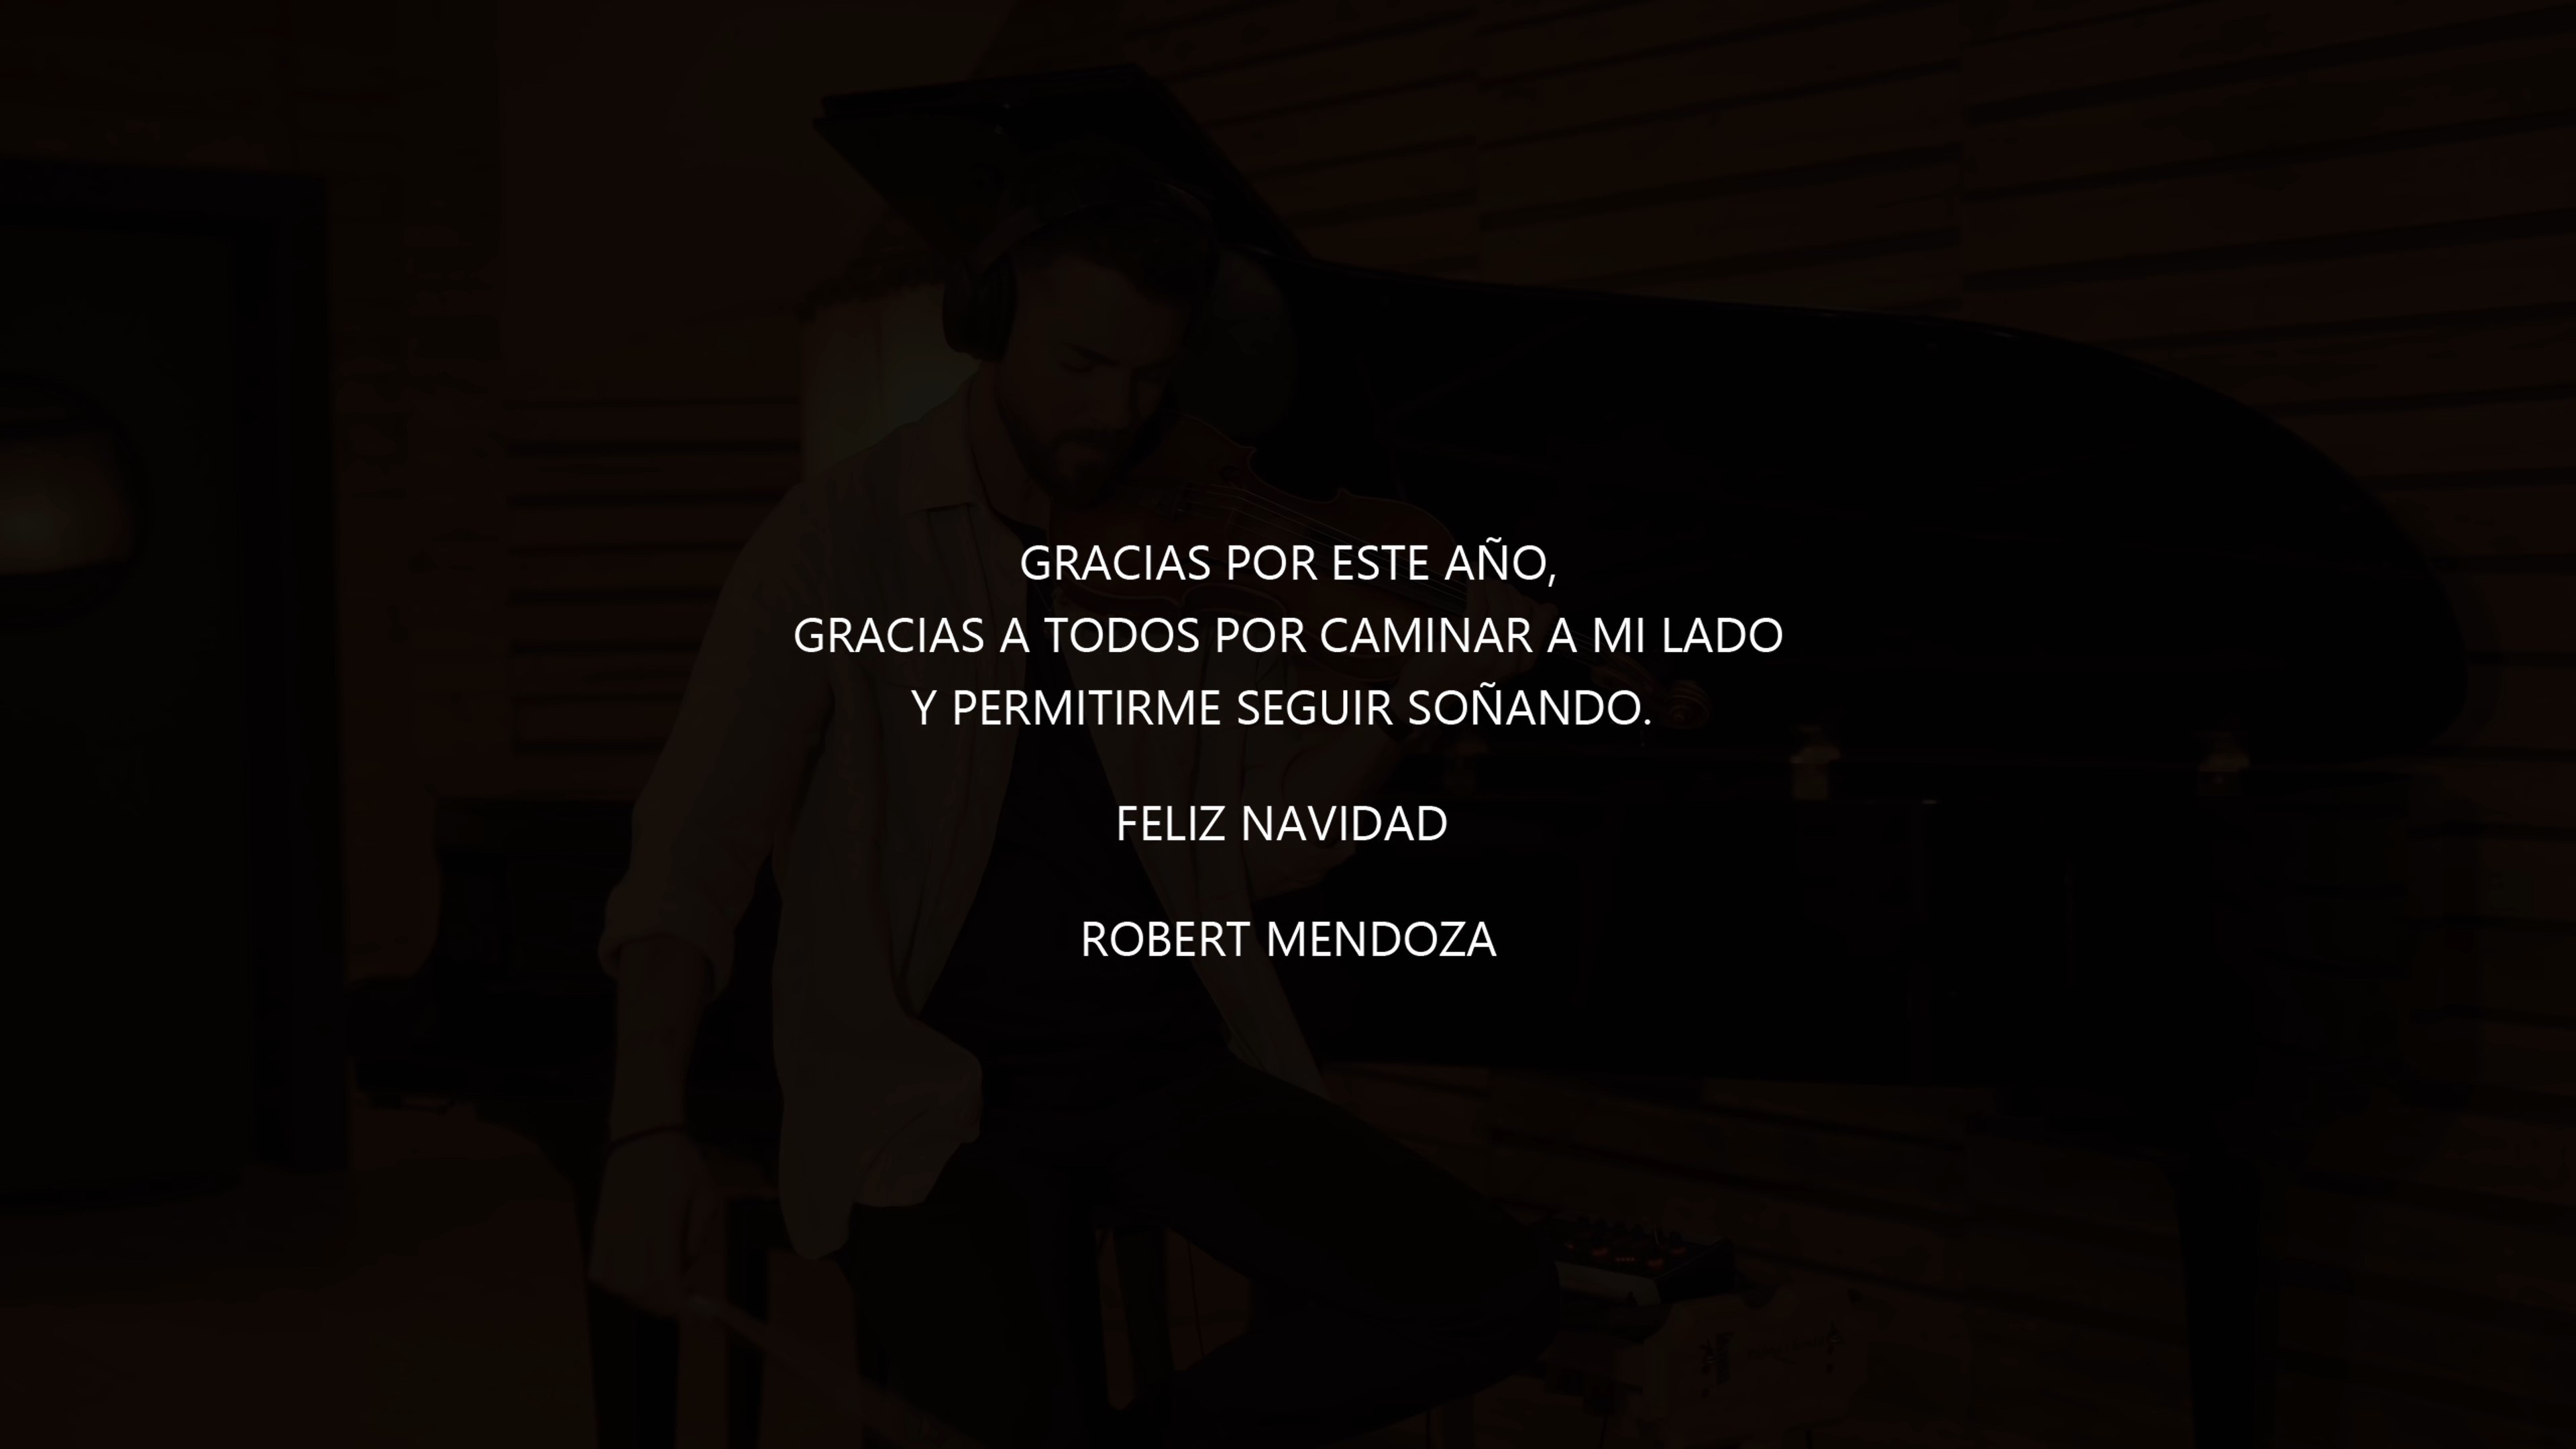 GRACIAS POR ESTE AÑO,
GRACIAS A TODOS POR CAMINAR A MI LADO
Y PERMITIRME SEGUIR SOÑANDO.
FELIZ NAVIDAD
ROBERT MENDOZA